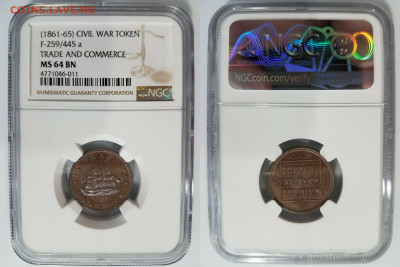 COINS.LAVE.RU
(1861-65) CIVIL WAR TOKEN
F-259/445 a
TRADE AND COMMERCE
MS 64 BN
4771046-011
NUMISMATIC GUARANTY CORPORATION
NGC
NGC
NGCcoin.com/verify